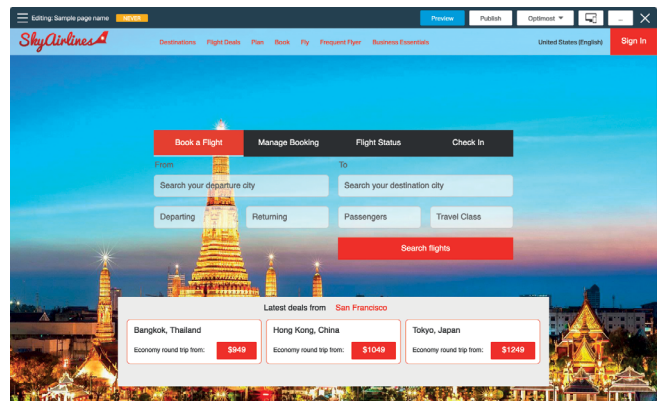 Editing: Sample page name NEVER Preview Publish Optimost ...
SkyAirlines Destinations Flight Deals Plan Book Fly Frequent Flyer Business Essentials United States (English) Sign In
Book a Flight Manage Booking Flight Status Check In
From To
Search your departure city Search your destination city
Departing Returning Passengers Travel Class
Search flights
Latest deals from San Francisco
Bangkok, Thailand Hong Kong, China Tokyo, Japan
Economy round trip from: $949 Economy round trip from: $1049 Economy round trip from: $1249